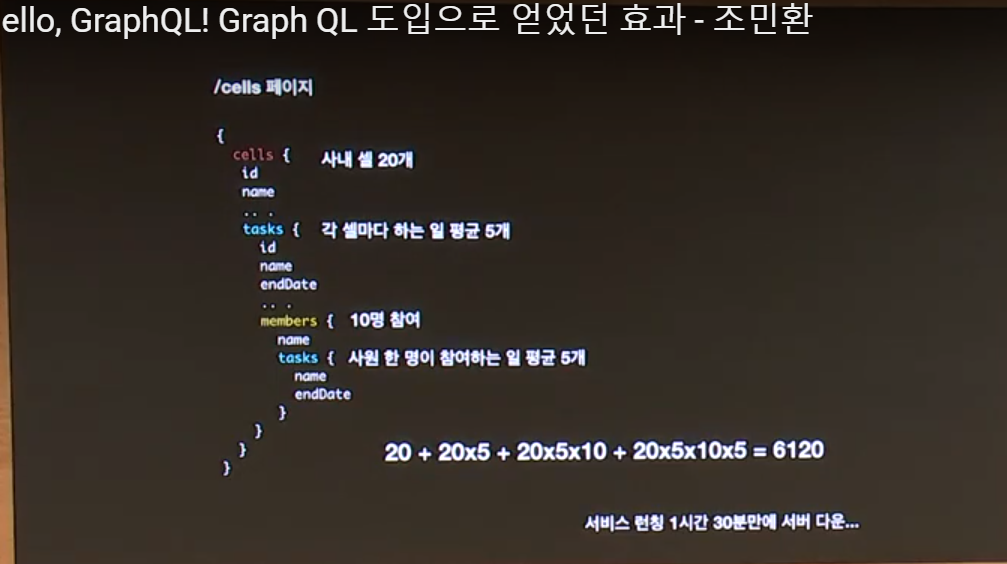 ello, GraphQL! Graph QL 도입으로 얻었던 효과 - 조민환
/cells 페이지
{
cells { 사내 셀 20개
id
name
.. .
tasks { 각 셀마다 하는 일 평균 5개
id
name
endDate
.. .
members { 10명 참여
name
tasks { 사원 한 명이 참여하는 일 평균 5개
name
endDate
}
}
}
}
20 + 20x5 + 20x5x10 + 20x5x10x5 = 6120
서비스 런칭 1시간 30분만에 서버 다운...